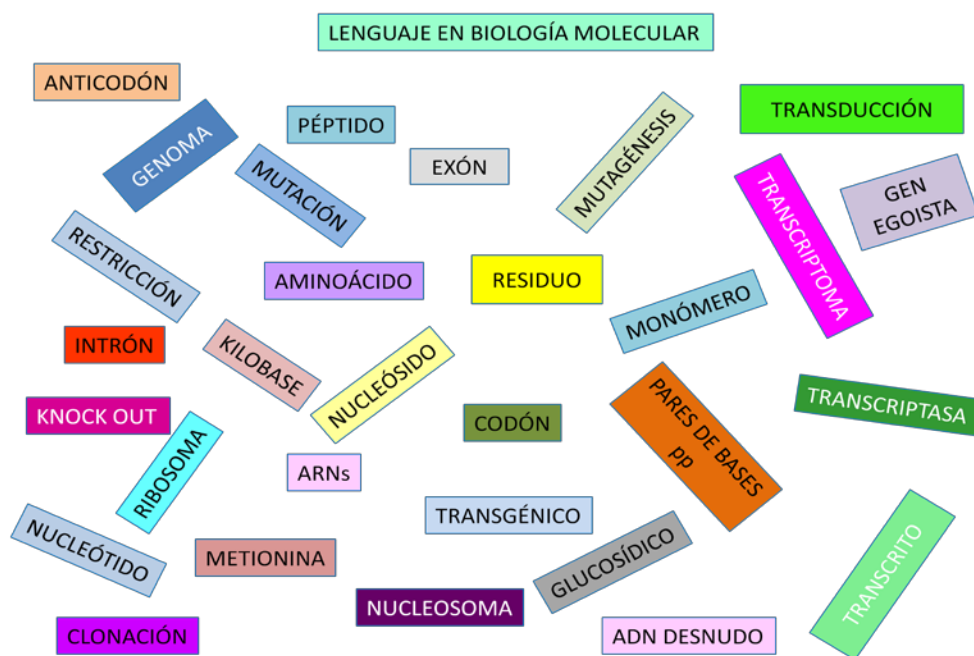 LENGUAJE EN BIOLOGÍA MOLECULAR
ANTICODÓN
GENOMA
PÉPTIDO
MUTACIÓN
EXÓN
MUTAGÉNESIS
TRANSDUCCIÓN
TRANSCRIPTOMA
GEN
EGOISTA
RESTRICCIÓN
AMINOÁCIDO
RESIDUO
MONÓMERO
INTRÓN
KILOBASE
NUCLEÓSIDO
KNOCK OUT
RIBOSOMA
CODÓN
PARES DE BASES
pp
TRANSCRIPTASA
ARNs
TRANSGÉNICO
NUCLEÓTIDO
METIONINA
GLUCOSÍDICO
TRANSCRITO
NUCLEOSOMA
CLONACIÓN
ADN DESNUDO